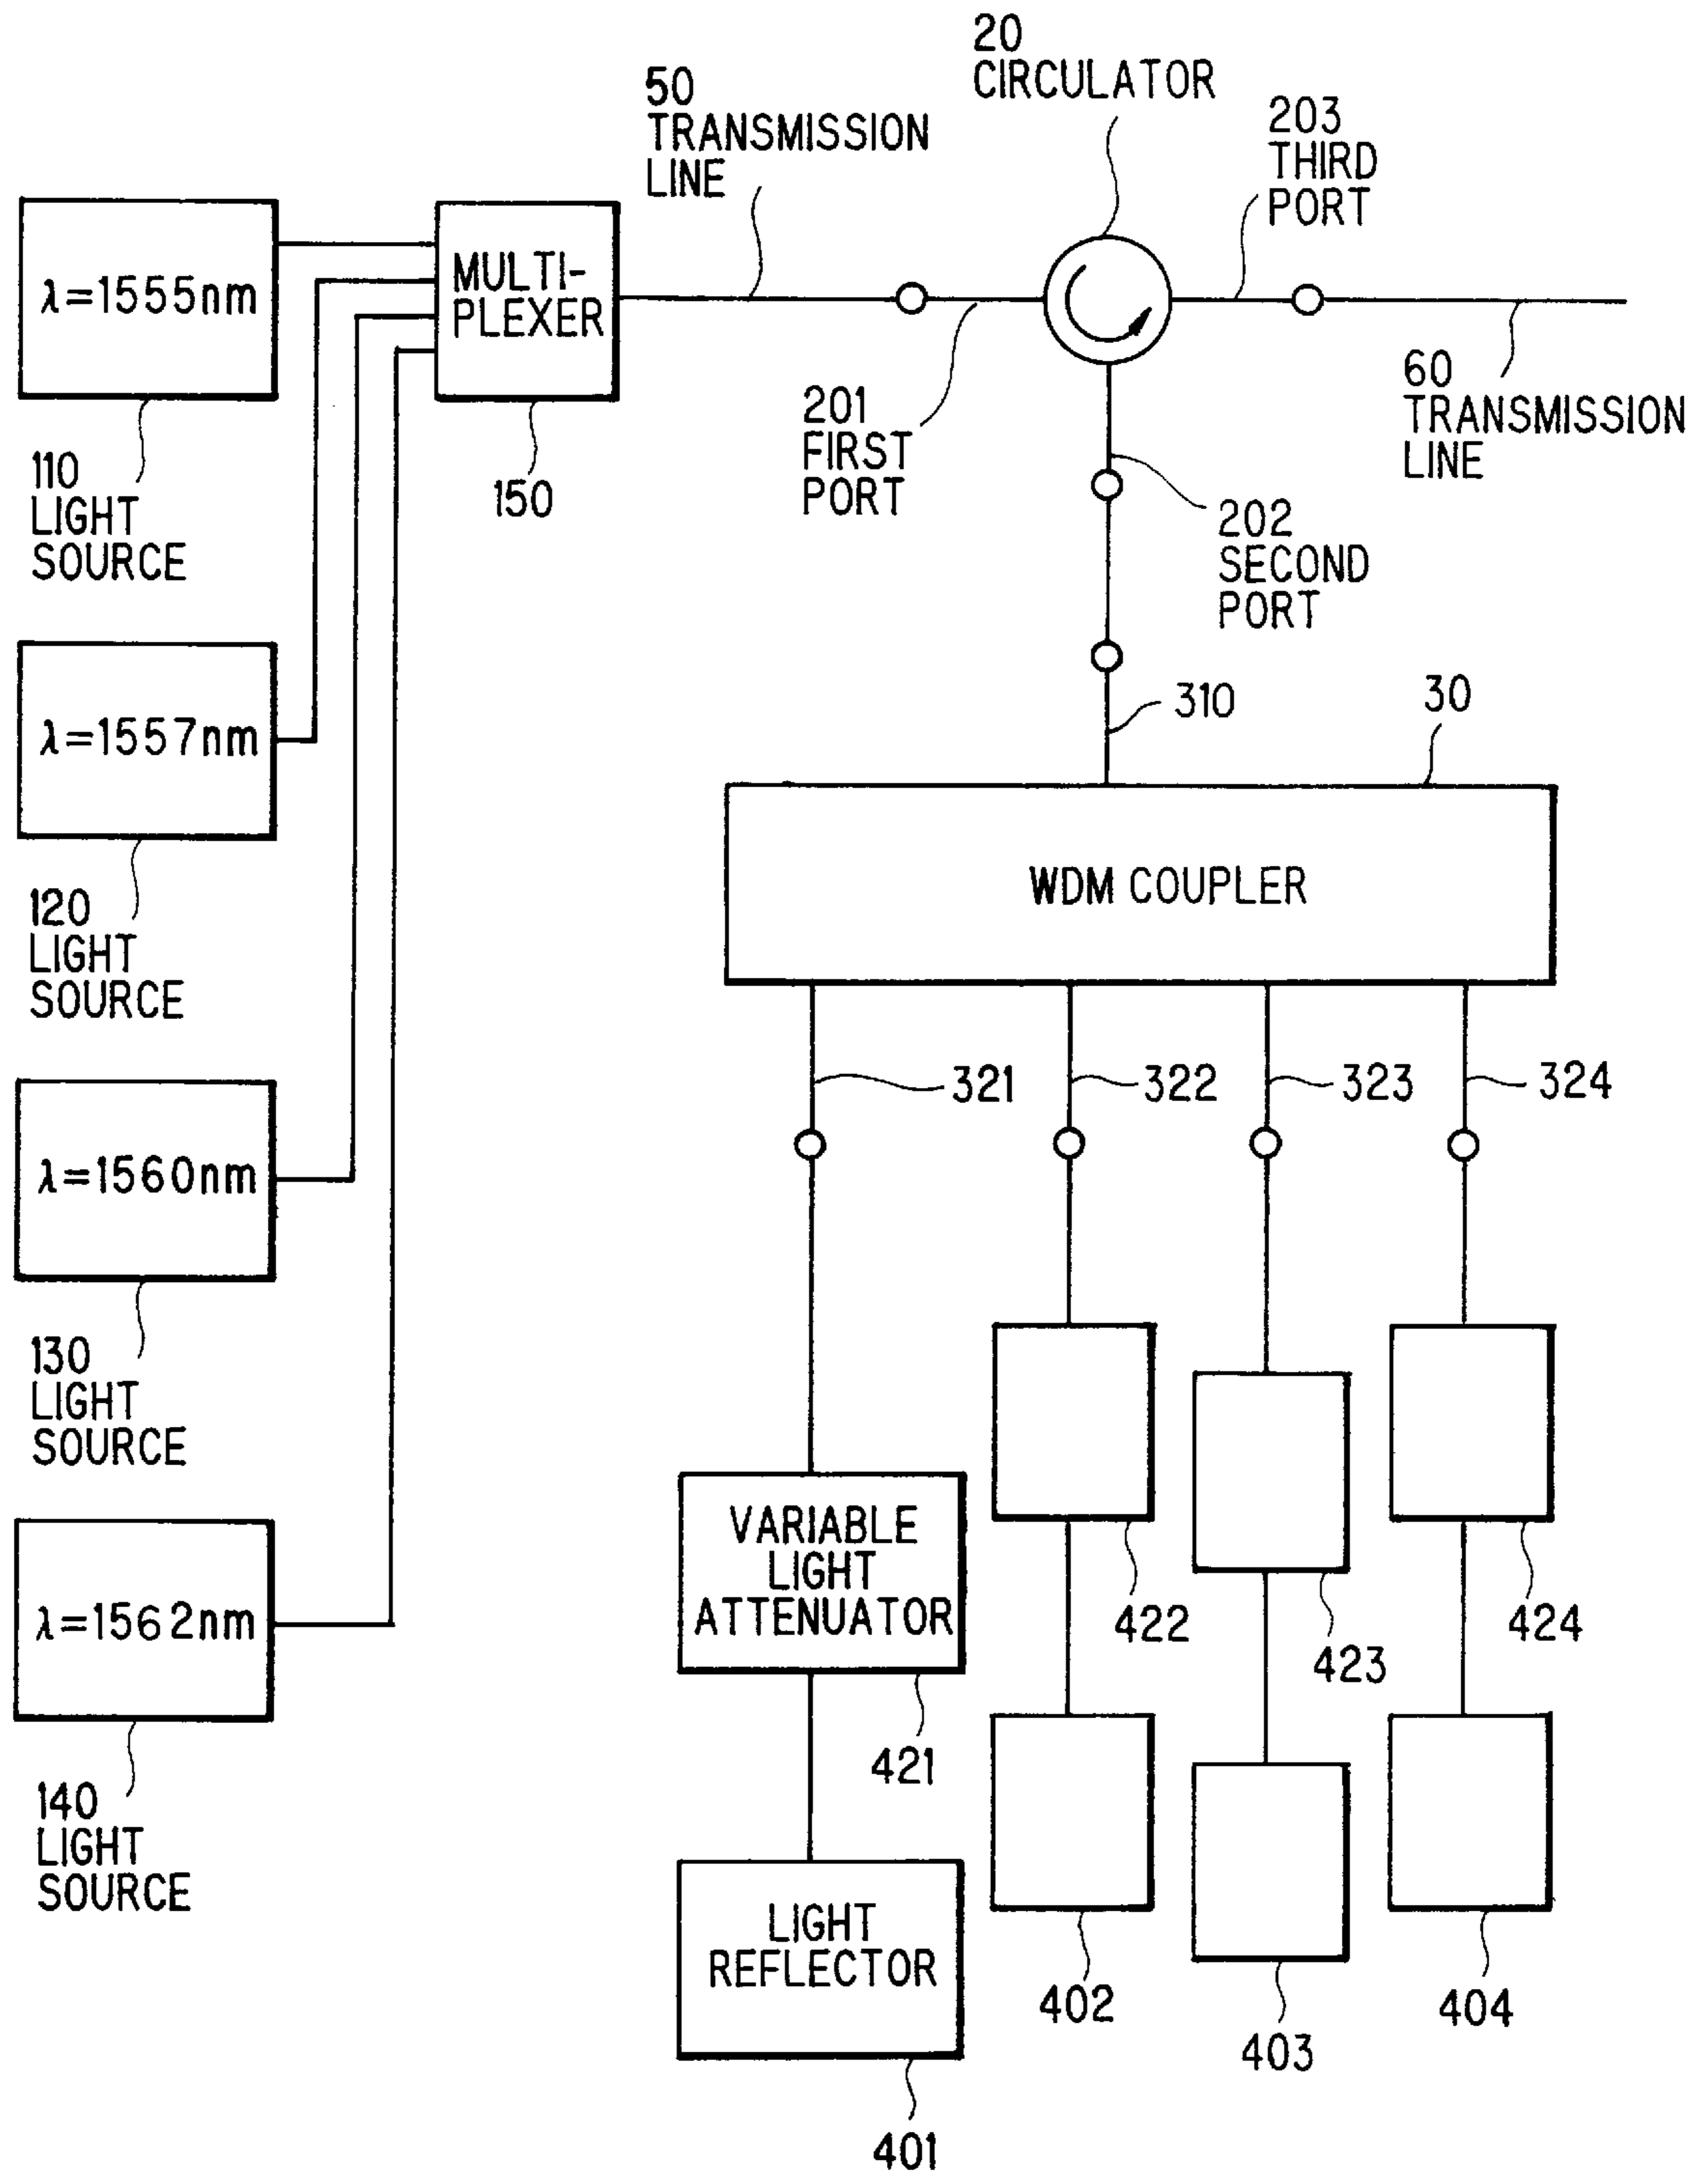 20
CIRCULATOR
50
TRANSMISSION
LINE
203
THIRD
PORT
λ=1555nm
MULTI-
PLEXER
201
FIRST
PORT
60
TRANSMISSION
LINE
110
LIGHT
SOURCE
150
202
SECOND
PORT
λ=1557nm
310
30
WDM COUPLER
120
LIGHT
SOURCE
321
322
323
324
λ=1560nm
130
LIGHT
SOURCE
VARIABLE
LIGHT
ATTENUATOR
λ=1562nm
422
423
424
421
140
LIGHT
SOURCE
LIGHT
REFLECTOR
402
403
404
401